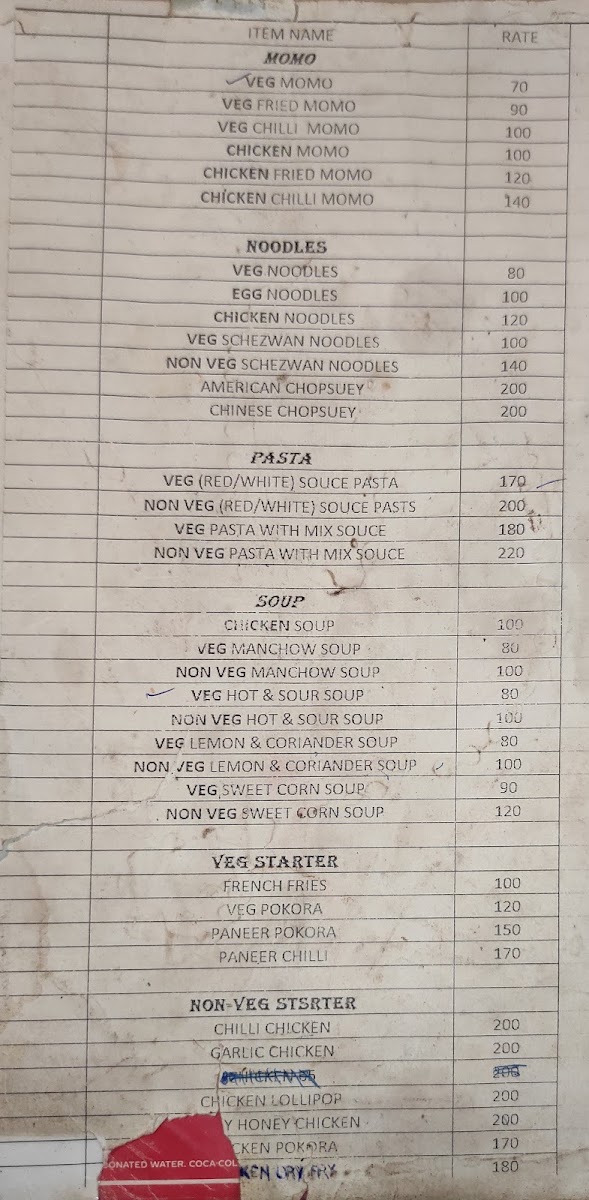 ITEM NAME RATE
MOMO
VEG MOMO 70
VEG FRIED MOMO 90
VEG CHILLI MOMO 100
CHICKEN MOMO 100
CHICKEN FRIED MOMO 120
CHICKEN CHILLI MOMO 140
NOODLES
VEG NOODLES 80
EGG NOODLES 100
CHICKEN NOODLES 120
VEG SCHEZWAN NOODLES 100
NON VEG SCHEZWAN NOODLES 140
AMERICAN CHOPSUEY 200
CHINESE CHOPSUEY 200
PASTA
VEG (RED/WHITE) SOUCE PASTA 170
NON VEG (RED/WHITE) SOUCE PASTS 200
VEG PASTA WITH MIX SOUCE 180
NON VEG PASTA WITH MIX SOUCE 220
SOUP
CHICKEN SOUP 100
VEG MANCHOW SOUP 80
NON VEG MANCHOW SOUP 100
VEG HOT & SOUR SOUP 80
NON VEG HOT & SOUR SOUP 100
VEG LEMON & CORIANDER SOUP 80
NON VEG LEMON & CORIANDER SOUP 100
VEG SWEET CORN SOUP 90
NON VEG SWEET CORN SOUP 120
VEG STARTER
FRENCH FRIES 100
VEG POKORA 120
PANEER POKORA 150
PANEER CHILLI 170
NON-VEG STSRTER
CHILLI CHICKEN 200
GARLIC CHICKEN 200
200
CHICKEN LOLLIPOP 200
Y HONEY CHICKEN 200
CKEN POKORA 170
KEN DRY FRY 180
ONATED WATER. COCA-COL